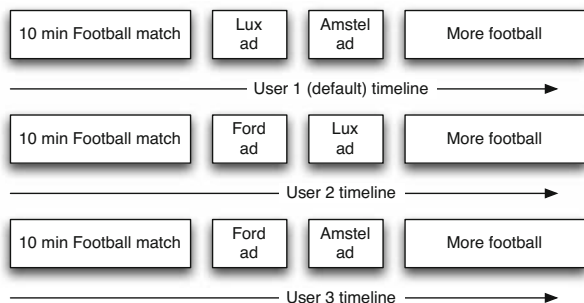 10 min Football match
Lux
ad
Amstel
ad
More football
User 1 (default) timeline
10 min Football match
Ford
ad
Lux
ad
More football
User 2 timeline
10 min Football match
Ford
ad
Amstel
ad
More football
User 3 timeline